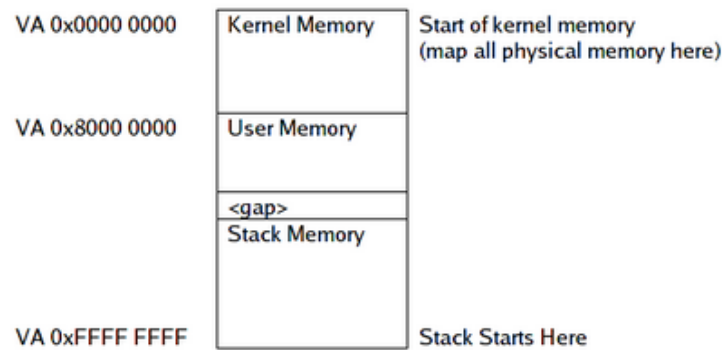 VA 0x0000 0000 Kernel Memory Start of kernel memory
(map all physical memory here)
VA 0x8000 0000 User Memory
<gap>
Stack Memory
VA 0xFFFF FFFF Stack Starts Here